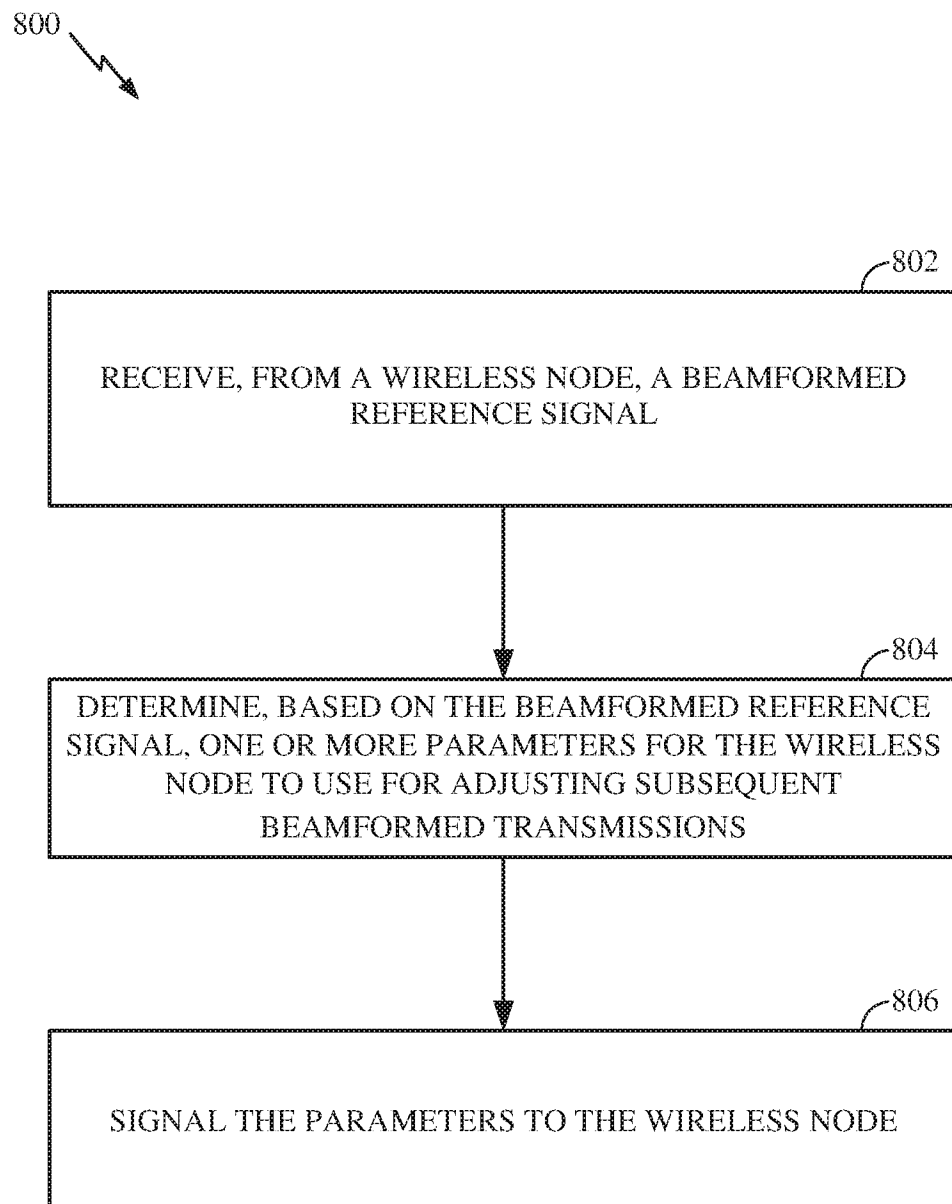 800
802
RECEIVE, FROM A WIRELESS NODE, A BEAMFORMED
REFERENCE SIGNAL
804
DETERMINE, BASED ON THE BEAMFORMED REFERENCE
SIGNAL, ONE OR MORE PARAMETERS FOR THE WIRELESS
NODE TO USE FOR ADJUSTING SUBSEQUENT
BEAMFORMED TRANSMISSIONS
806
SIGNAL THE PARAMETERS TO THE WIRELESS NODE